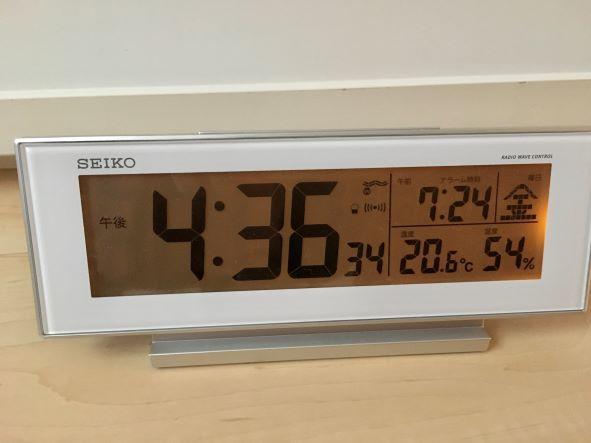 SEIKO
RADIO WAVE CONTROL
午後 4:36 34
午前 アラーム時刻 7:24
曜日 金
温度 20.6℃
湿度 54%